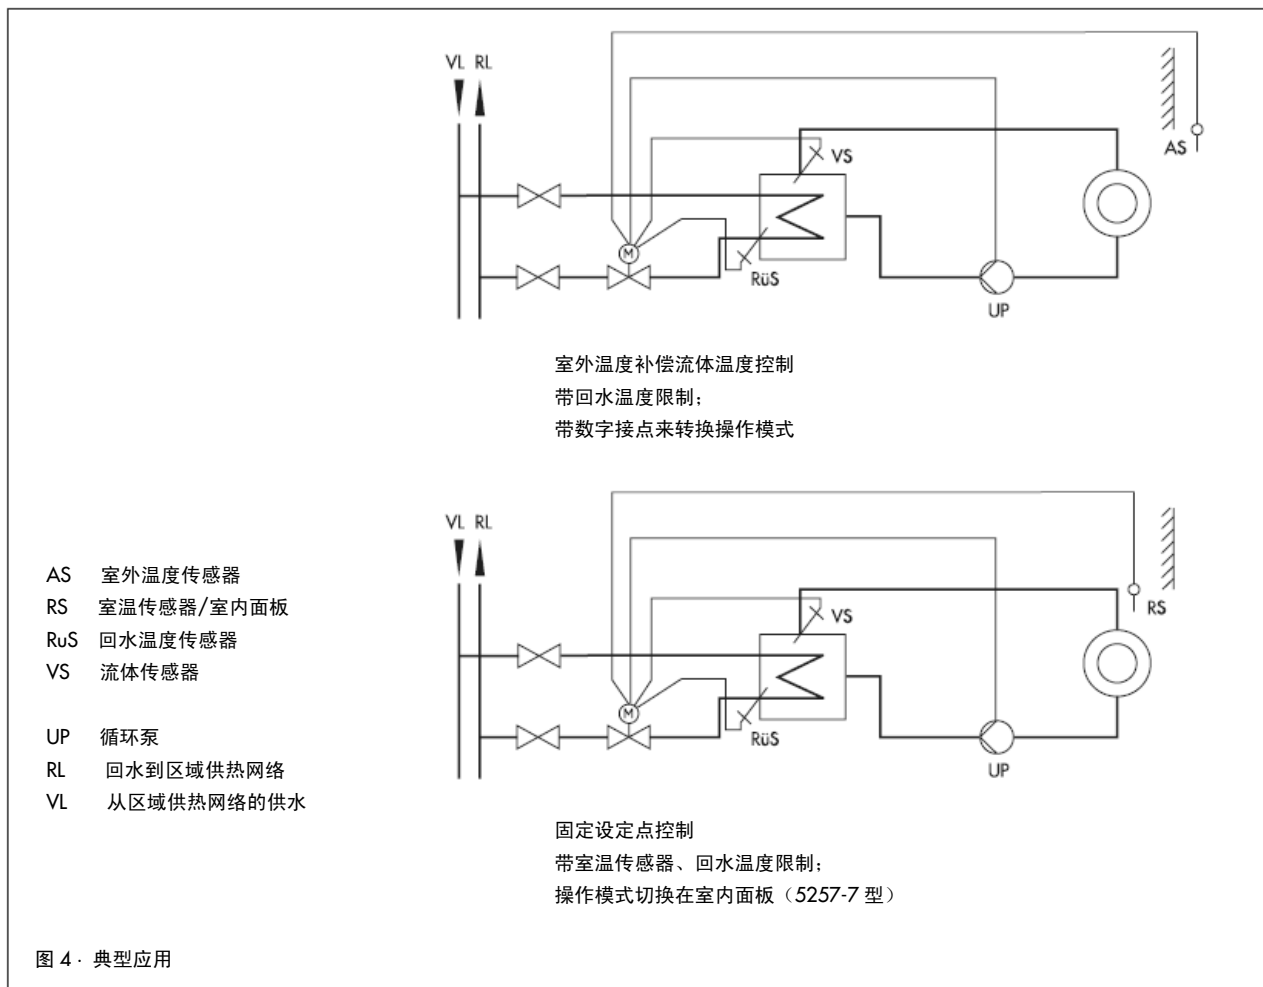 VL RL
AS
VS
M
RüS
UP
室外温度补偿流体温度控制
带回水温度限制；
带数字接点来转换操作模式
VL RL
RS
VS
M
RüS
UP
AS 室外温度传感器
RS 室温传感器/室内面板
RuS 回水温度传感器
VS 流体传感器
UP 循环泵
RL 回水到区域供热网络
VL 从区域供热网络的供水
固定设定点控制
带室温传感器、回水温度限制；
操作模式切换在室内面板（5257-7 型）
图 4 · 典型应用